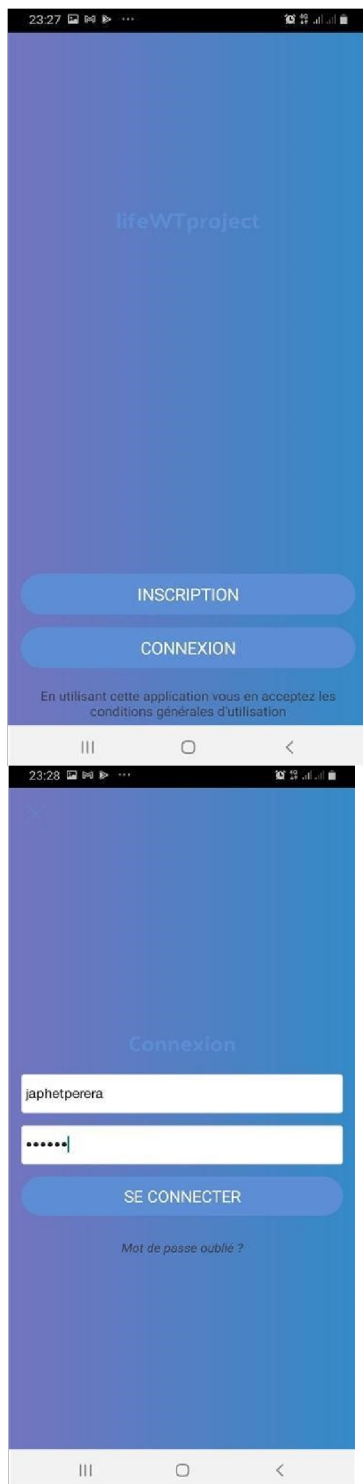 23:27
lifeWTproject
INSCRIPTION
CONNEXION
En utilisant cette application vous en acceptez les
conditions générales d'utilisation
23:28
Connexion
japhetperera
••••••
SE CONNECTER
Mot de passe oublié ?